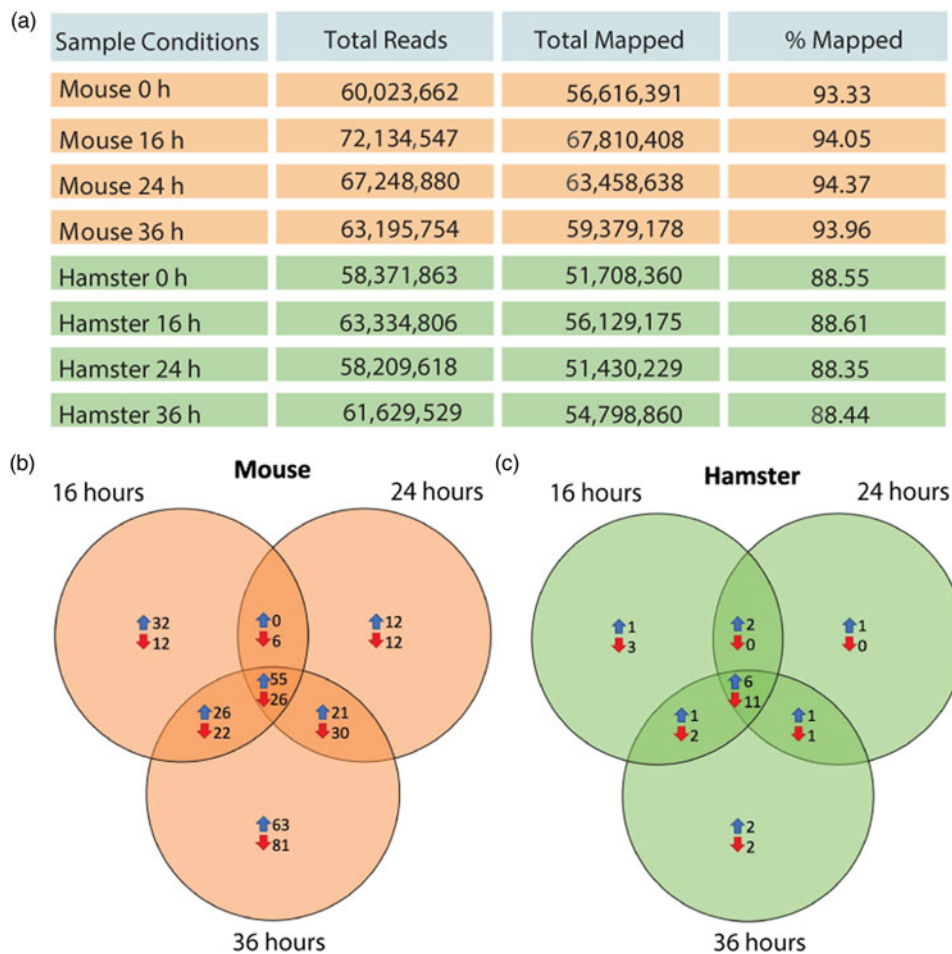 (a)
Sample Conditions Total Reads Total Mapped % Mapped
Mouse 0 h 60,023,662 56,616,391 93.33
Mouse 16 h 72,134,547 67,810,408 94.05
Mouse 24 h 67,248,880 63,458,638 94.37
Mouse 36 h 63,195,754 59,379,178 93.96
Hamster 0 h 58,371,863 51,708,360 88.55
Hamster 16 h 63,334,806 56,129,175 88.61
Hamster 24 h 58,209,618 51,430,229 88.35
Hamster 36 h 61,629,529 54,798,860 88.44
(b)
Mouse
16 hours
24 hours
32
12
0
6
12
12
55
26
26
22
21
30
63
81
36 hours
(c)
Hamster
16 hours
24 hours
1
3
2
0
1
0
6
11
1
2
1
1
2
2
36 hours